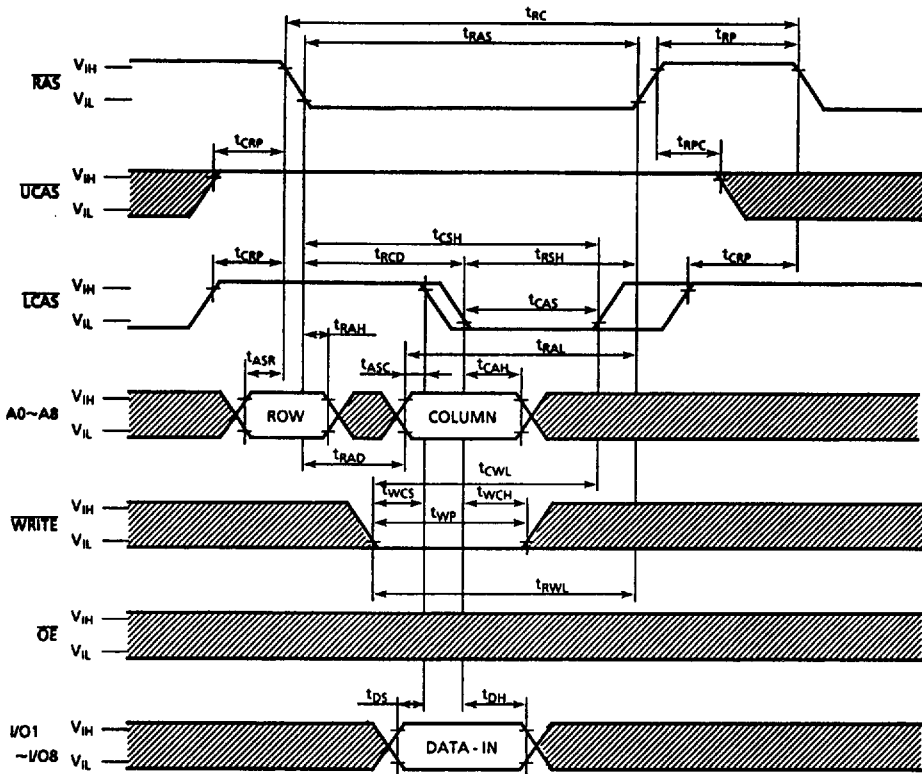 tRC
tRAS
tRP
RAS
VIH
VIL
tCRP
tRPC
UCAS
VIH
VIL
tCSH
tCRP
tRCD
tRSH
tCRP
LCAS
VIH
VIL
tCAS
tRAH
tRAL
tASR
tASC
tCAH
A0~A8
VIH
VIL
ROW
COLUMN
tRAD
tCWL
tWCS
tWCH
WRITE
VIH
VIL
tWP
tRWL
OE
VIH
VIL
tDS
tDH
I/O1
~I/O8
VIH
VIL
DATA - IN